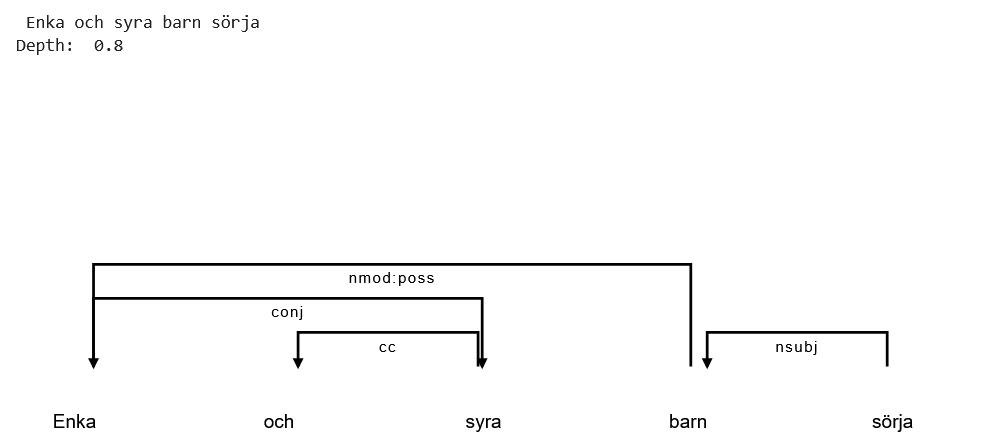 Enka och syra barn sörja
Depth:  0.8
nmod:poss
conj
cc
nsubj
Enka och syra barn sörja